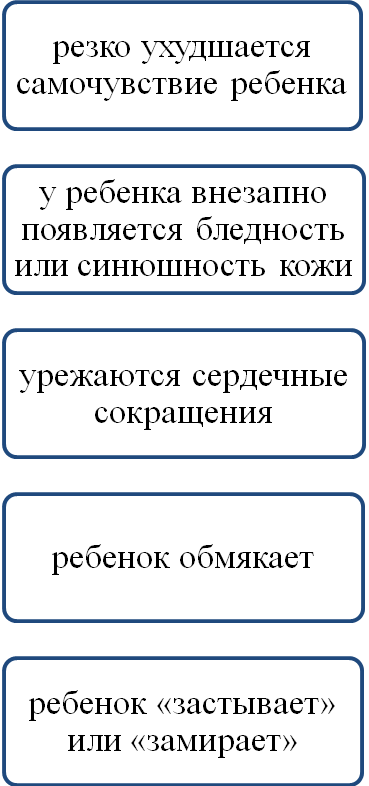 резко ухудшается
самочувствие ребенка
у ребенка внезапно
появляется бледность
или синюшность кожи
урежаются сердечные
сокращения
ребенок обмякает
ребенок «застывает»
или «замирает»